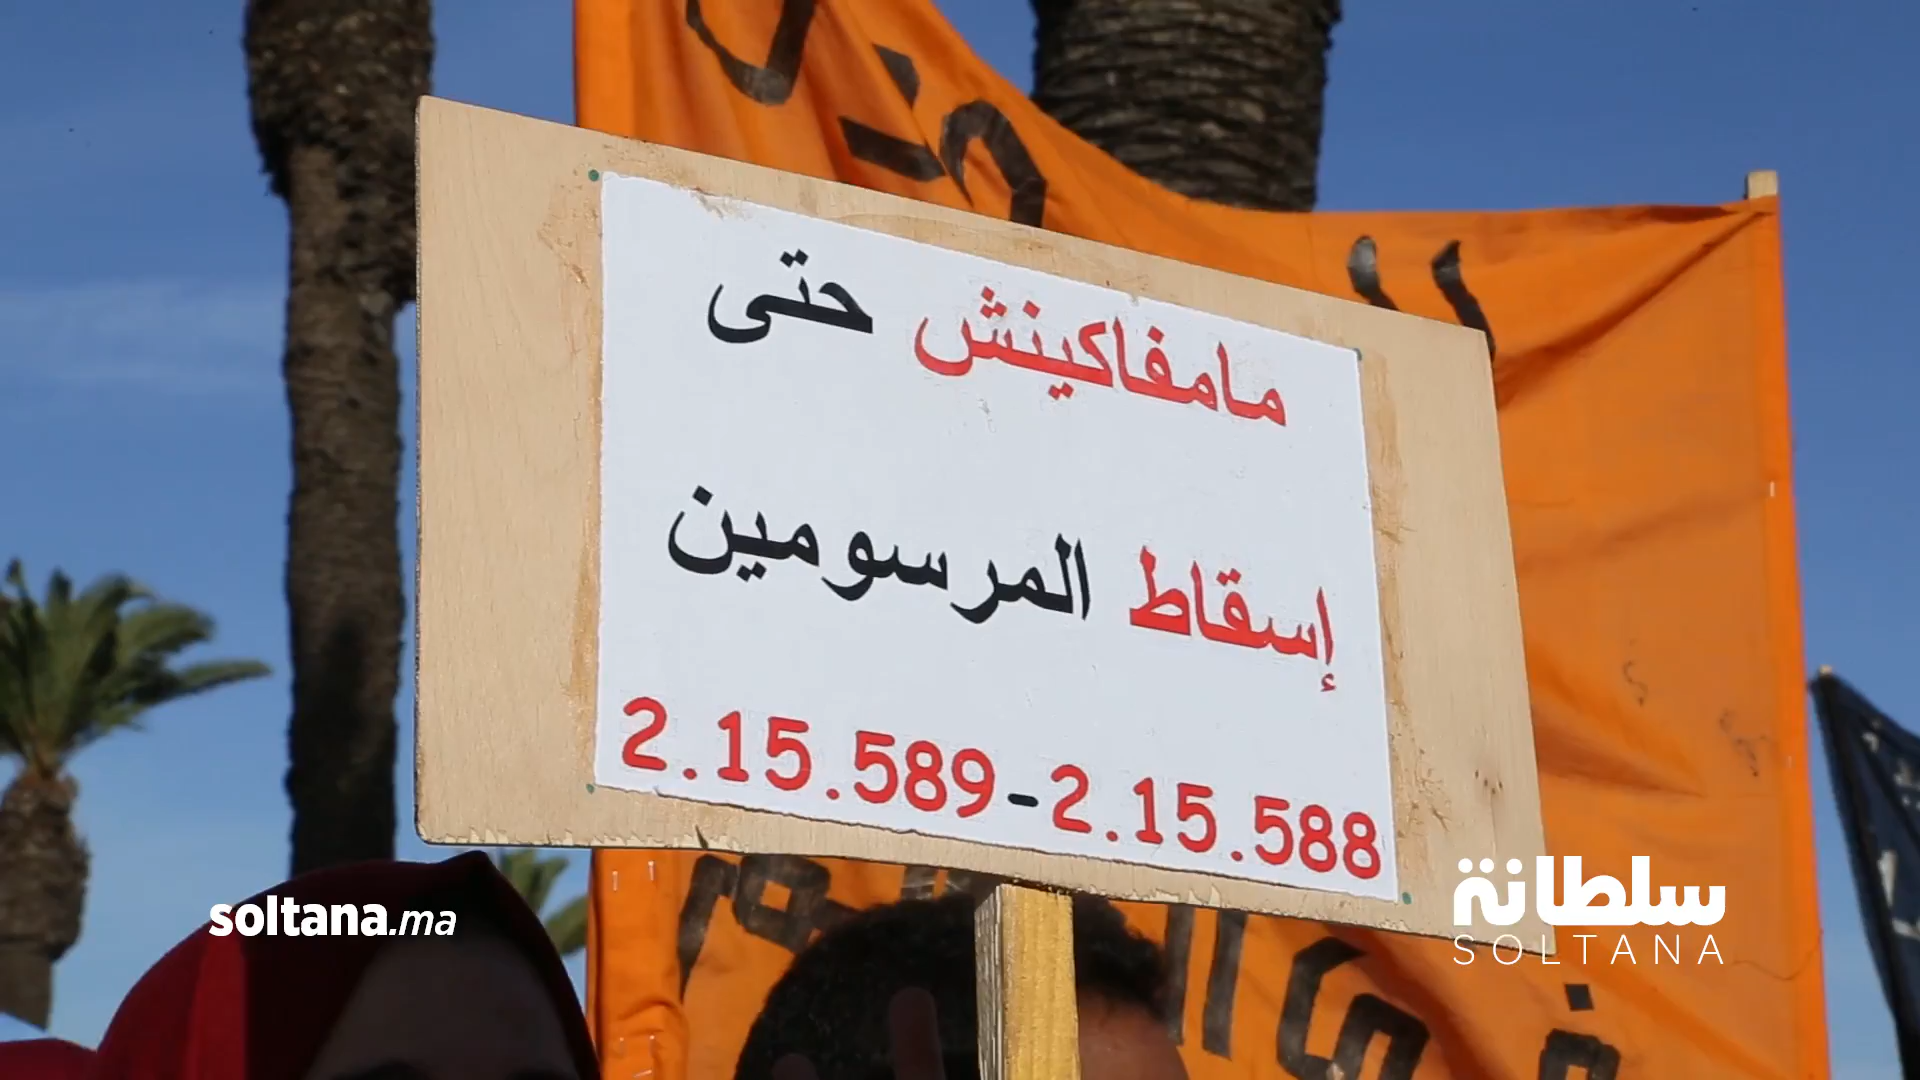 مامفاكينش حتى
إسقاط المرسومين
2.15.589-2.15.588
soltana.ma
سلطانة
SOLTANA